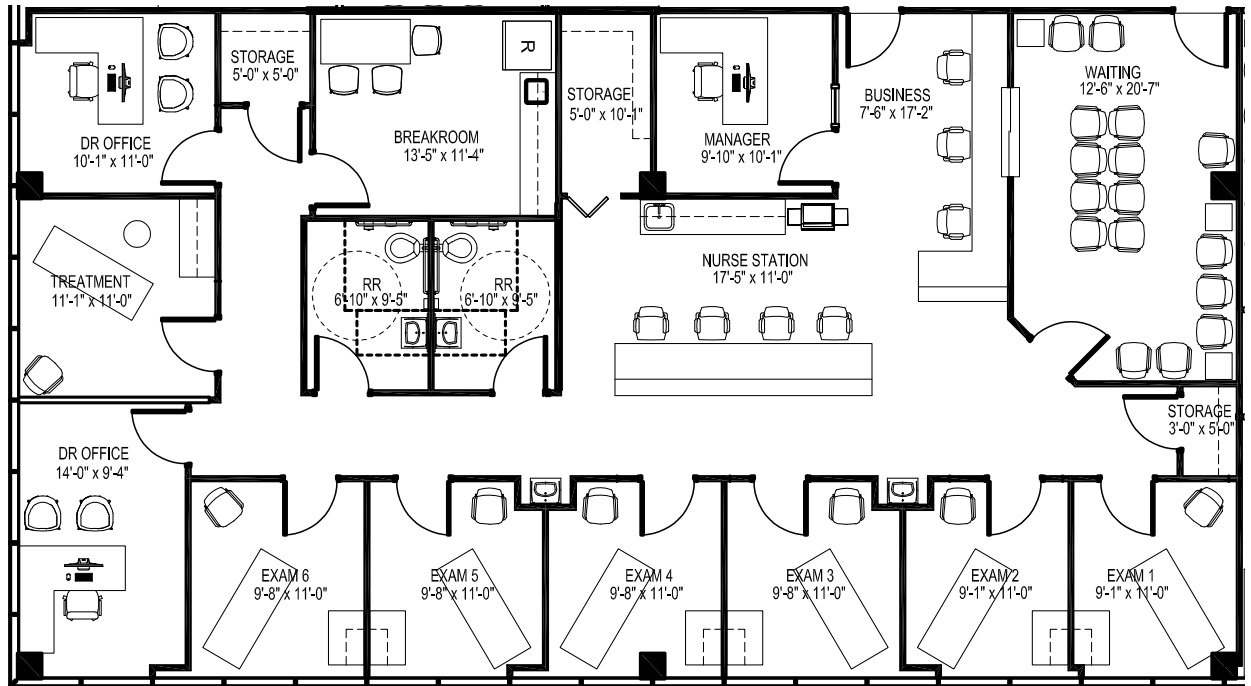 STORAGE
5'-0" x 5'-0"
DR OFFICE
10'-1" x 11'-0"
BREAKROOM
13'-5" x 11'-4"
R
STORAGE
5'-0" x 10'-1"
MANAGER
9'-10" x 10'-1"
BUSINESS
7'-6" x 17'-2"
WAITING
12'-6" x 20'-7"
TREATMENT
11'-1" x 11'-0"
RR
6'-10" x 9'-5"
RR
6'-10" x 9'-5"
NURSE STATION
17'-5" x 11'-0"
STORAGE
3'-0" x 5'-0"
DR OFFICE
14'-0" x 9'-4"
EXAM 6
9'-8" x 11'-0"
EXAM 5
9'-8" x 11'-0"
EXAM 4
9'-8" x 11'-0"
EXAM 3
9'-8" x 11'-0"
EXAM 2
9'-1" x 11'-0"
EXAM 1
9'-1" x 11'-0"